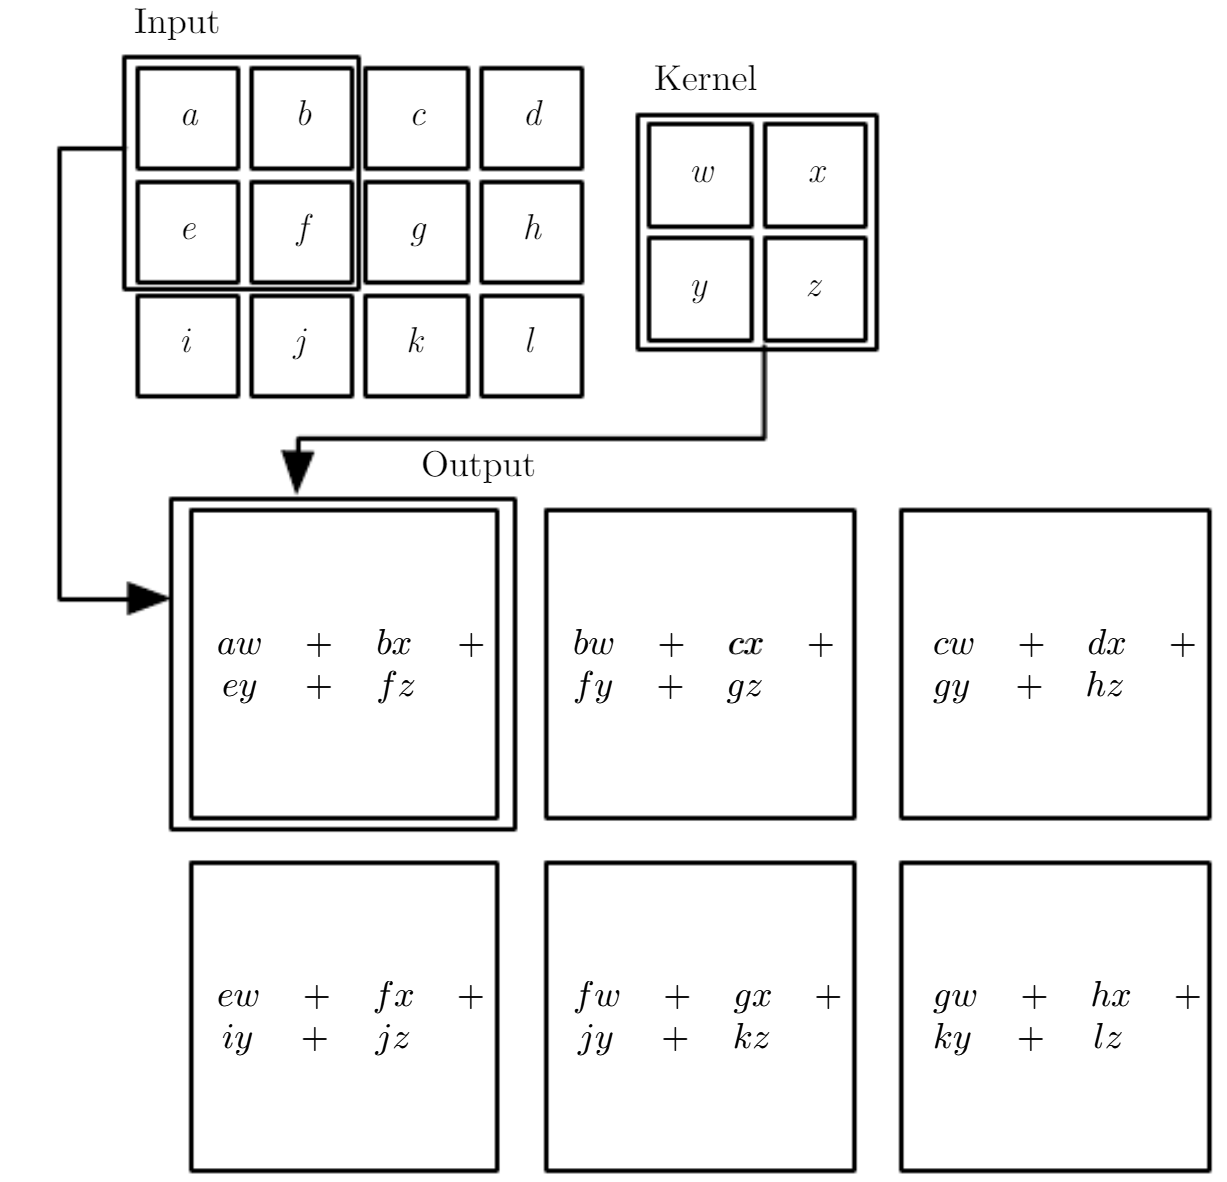 Input
a b c d
e f g h
i j k l
Kernel
w x
y z
Output
aw + bx +
ey + fz
bw + cx +
fy + gz
cw + dx +
gy + hz
ew + fx +
iy + jz
fw + gx +
jy + kz
gw + hx +
ky + lz